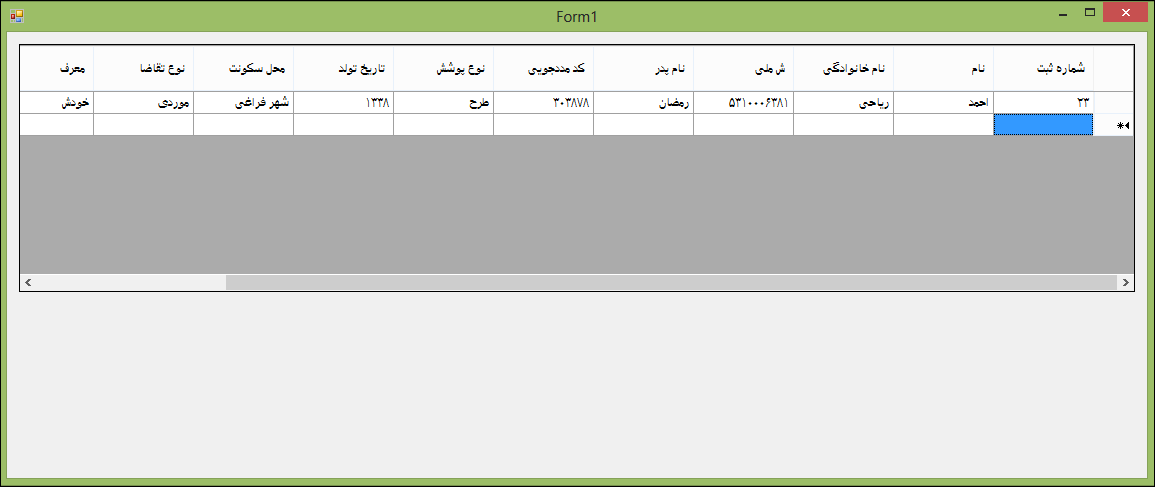 Form1
شماره ثبت نام نام خانوادگی ش ملی نام پدر کد مددجویی نوع پوشش تاریخ تولد محل سکونت نوع تقاضا معرف
۲۳ احمد ریاحی ۵۳۱۰۰۰۶۳۸۱ رمضان ۳۰۳۸۷۸ طرح ۱۳۳۸ شهر فراغی موردی خودش